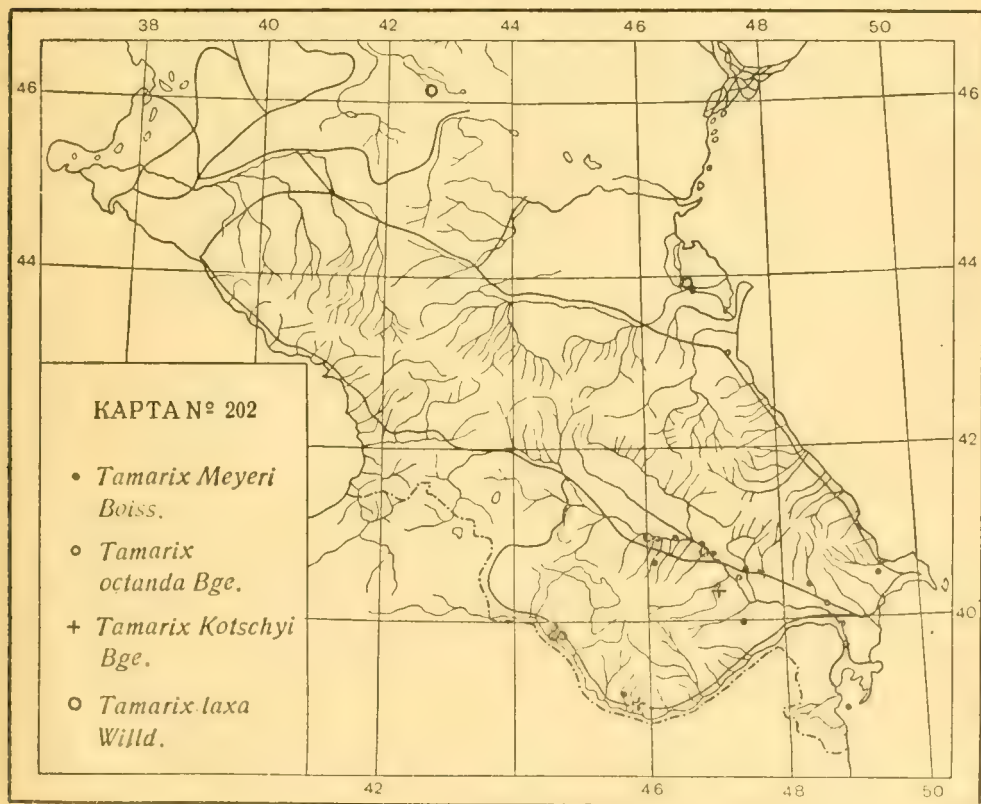 38 40 42 44 46 48 50
46 46
44 44
42
40
КАРТА № 202
Tamarix Meyeri
Boiss.
Tamarix
octanda Bge.
Tamarix Kotschyi
Bge.
Tamarix laxa
Willd.
42 44 46 48 50